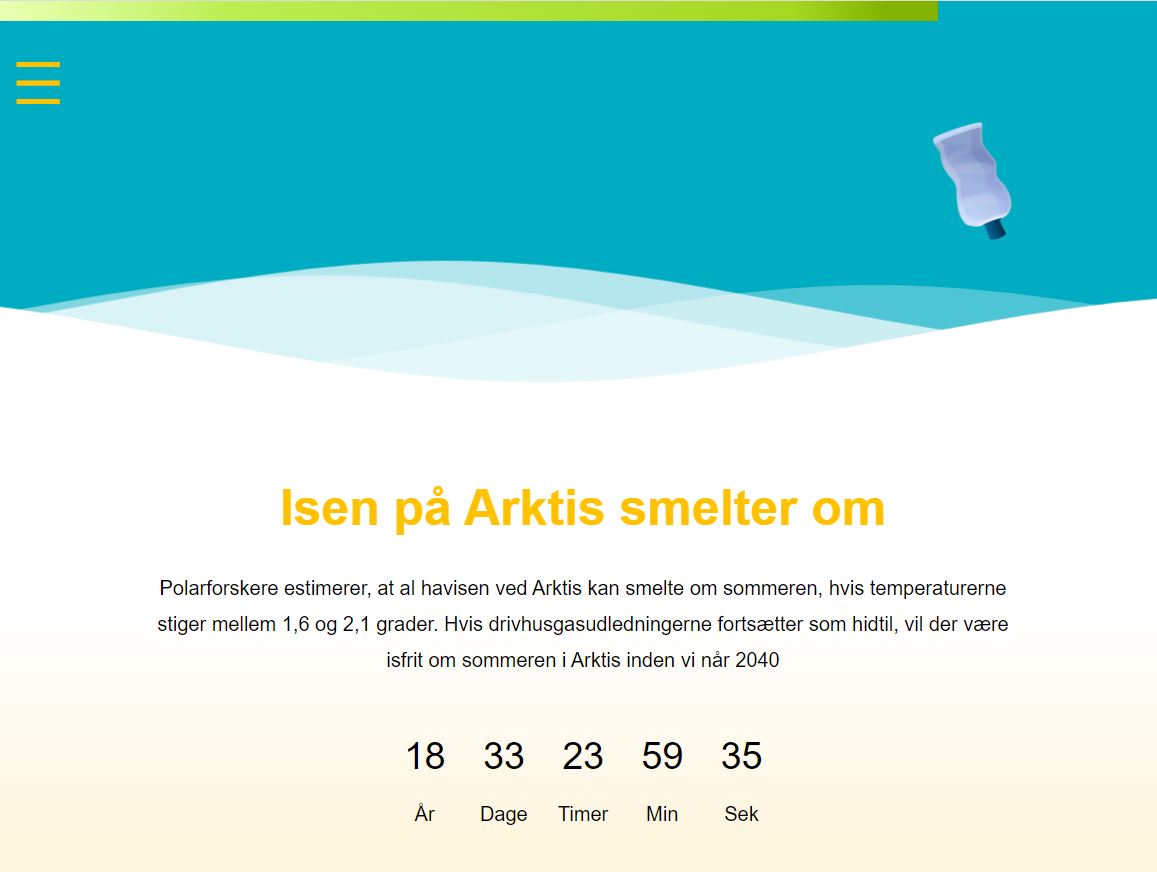 Isen på Arktis smelter om
Polarforskere estimerer, at al havisen ved Arktis kan smelte om sommeren, hvis temperaturerne
stiger mellem 1,6 og 2,1 grader. Hvis drivhusgasudledningerne fortsætter som hidtil, vil der være
isfrit om sommeren i Arktis inden vi når 2040
18 33 23 59 35
År Dage Timer Min Sek